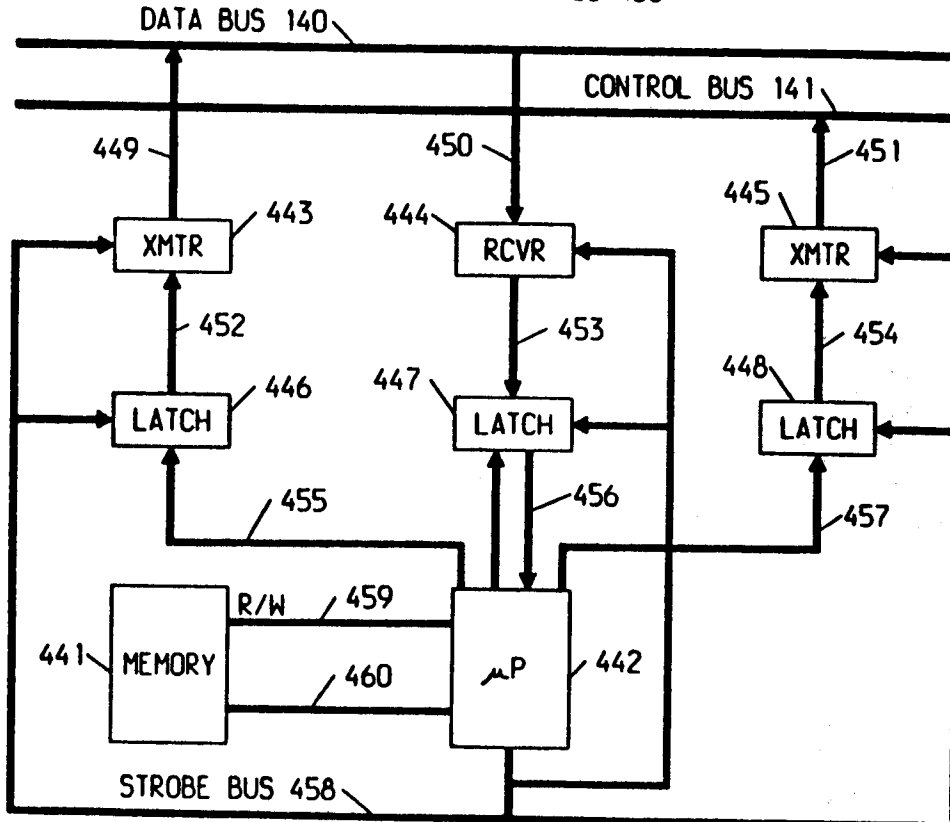 DATA BUS 140
CONTROL BUS 141
449
450
451
443
444
445
XMTR
RCVR
XMTR
452
453
454
446
447
448
LATCH
LATCH
LATCH
455
456
457
R/W
459
441
MEMORY
460
μP
442
STROBE BUS 458